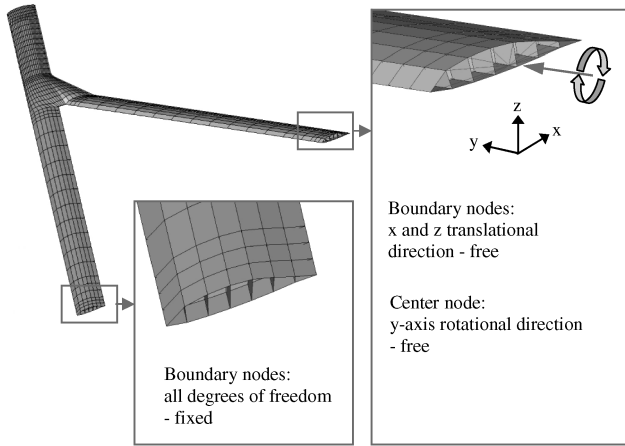 z
y
x
Boundary nodes:
x and z translational
direction - free
Center node:
y-axis rotational direction
- free
Boundary nodes:
all degrees of freedom
- fixed